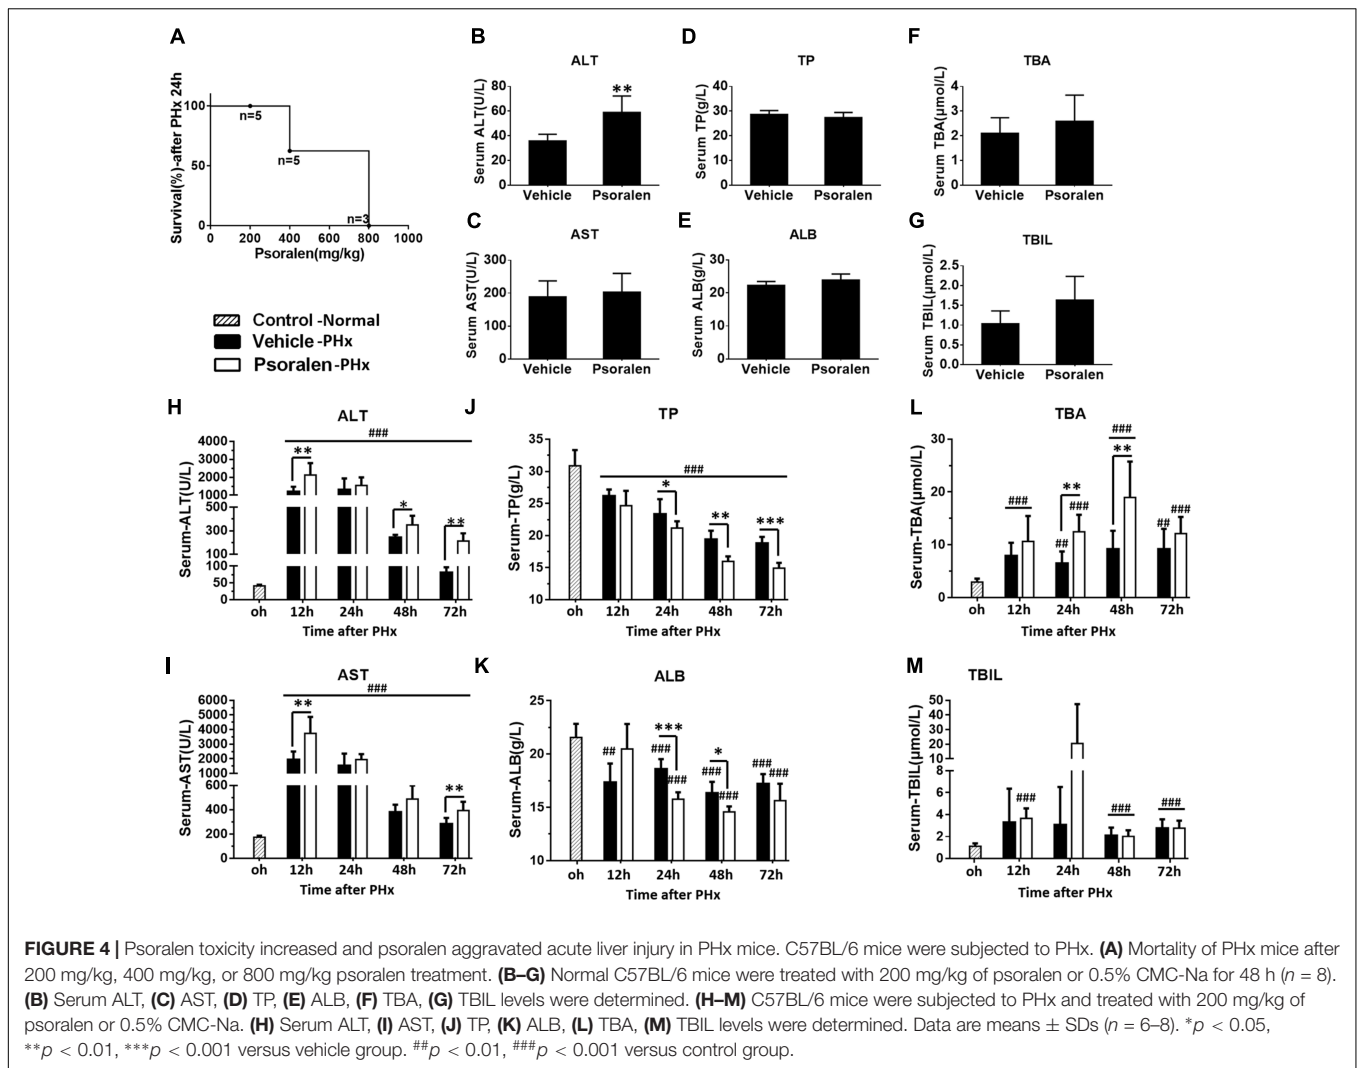 A
Survival(%)-after PHx 24h
100
50
0
n=5
n=5
n=3
0 200 400 600 800 1000
Psoralen(mg/kg)
B
ALT
Serum ALT(U/L)
80
60
40
20
0
**
Vehicle Psoralen
D
TP
Serum TP(g/L)
40
30
20
10
0
Vehicle Psoralen
F
TBA
Serum TBA(µmol/L)
4
3
2
1
0
Vehicle Psoralen
C
AST
Serum AST(U/L)
300
200
100
0
Vehicle Psoralen
E
ALB
Serum ALB(g/L)
30
20
10
0
Vehicle Psoralen
G
TBIL
Serum TBIL(µmol/L)
2.5
2.0
1.5
1.0
0.5
0.0
Vehicle Psoralen
Control -Normal
Vehicle -PHx
Psoralen-PHx
H
ALT
###
Serum-ALT(U/L)
4000
3000
2000
1000
500
300
100
100
50
0
** * **
oh 12h 24h 48h 72h
Time after PHx
J
TP
###
Serum-TP(g/L)
35
30
25
20
15
10
* ** ***
oh 12h 24h 48h 72h
Time after PHx
L
TBA
###
**
Serum-TBA(µmol/L)
30
20
10
0
###
**
## ###
## ###
oh 12h 24h 48h 72h
Time after PHx
I
AST
###
Serum-AST(U/L)
6000
5000
4000
3000
2000
1000
600
400
200
0
** **
oh 12h 24h 48h 72h
Time after PHx
K
ALB
Serum-ALB(g/L)
25
20
15
10
##
***
### ###
*
### ###
### ###
oh 12h 24h 48h 72h
Time after PHx
M
TBIL
Serum-TBIL(µmol/L)
50
40
30
20
10
8
6
4
2
0
### ### ###
oh 12h 24h 48h 72h
Time after PHx
FIGURE 4 | Psoralen toxicity increased and psoralen aggravated acute liver injury in PHx mice. C57BL/6 mice were subjected to PHx. (A) Mortality of PHx mice after
200 mg/kg, 400 mg/kg, or 800 mg/kg psoralen treatment. (B–G) Normal C57BL/6 mice were treated with 200 mg/kg of psoralen or 0.5% CMC-Na for 48 h (n = 8).
(B) Serum ALT, (C) AST, (D) TP, (E) ALB, (F) TBA, (G) TBIL levels were determined. (H–M) C57BL/6 mice were subjected to PHx and treated with 200 mg/kg of
psoralen or 0.5% CMC-Na. (H) Serum ALT, (I) AST, (J) TP, (K) ALB, (L) TBA, (M) TBIL levels were determined. Data are means ± SDs (n = 6–8). *p < 0.05,
**p < 0.01, ***p < 0.001 versus vehicle group. ##p < 0.01, ###p < 0.001 versus control group.